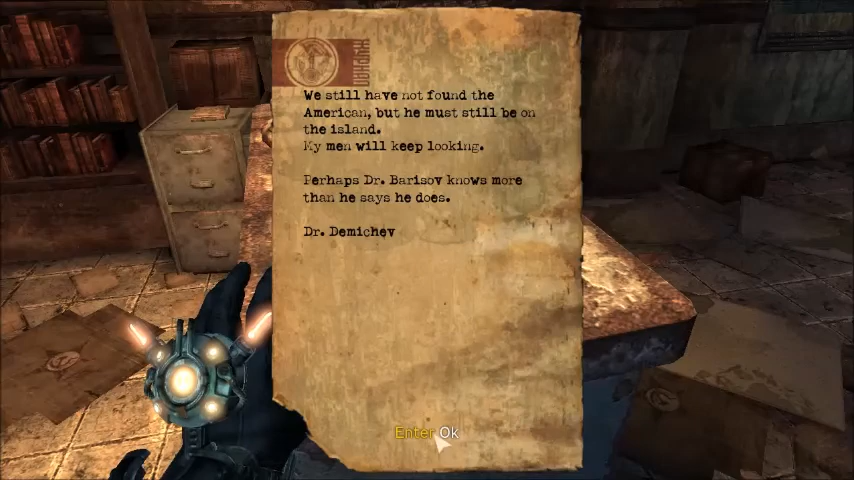 We still have not found the
American, but he must still be on
the island.
My men will keep looking.
Perhaps Dr. Barisov knows more
than he says he does.
Dr. Demichev
Enter Ok